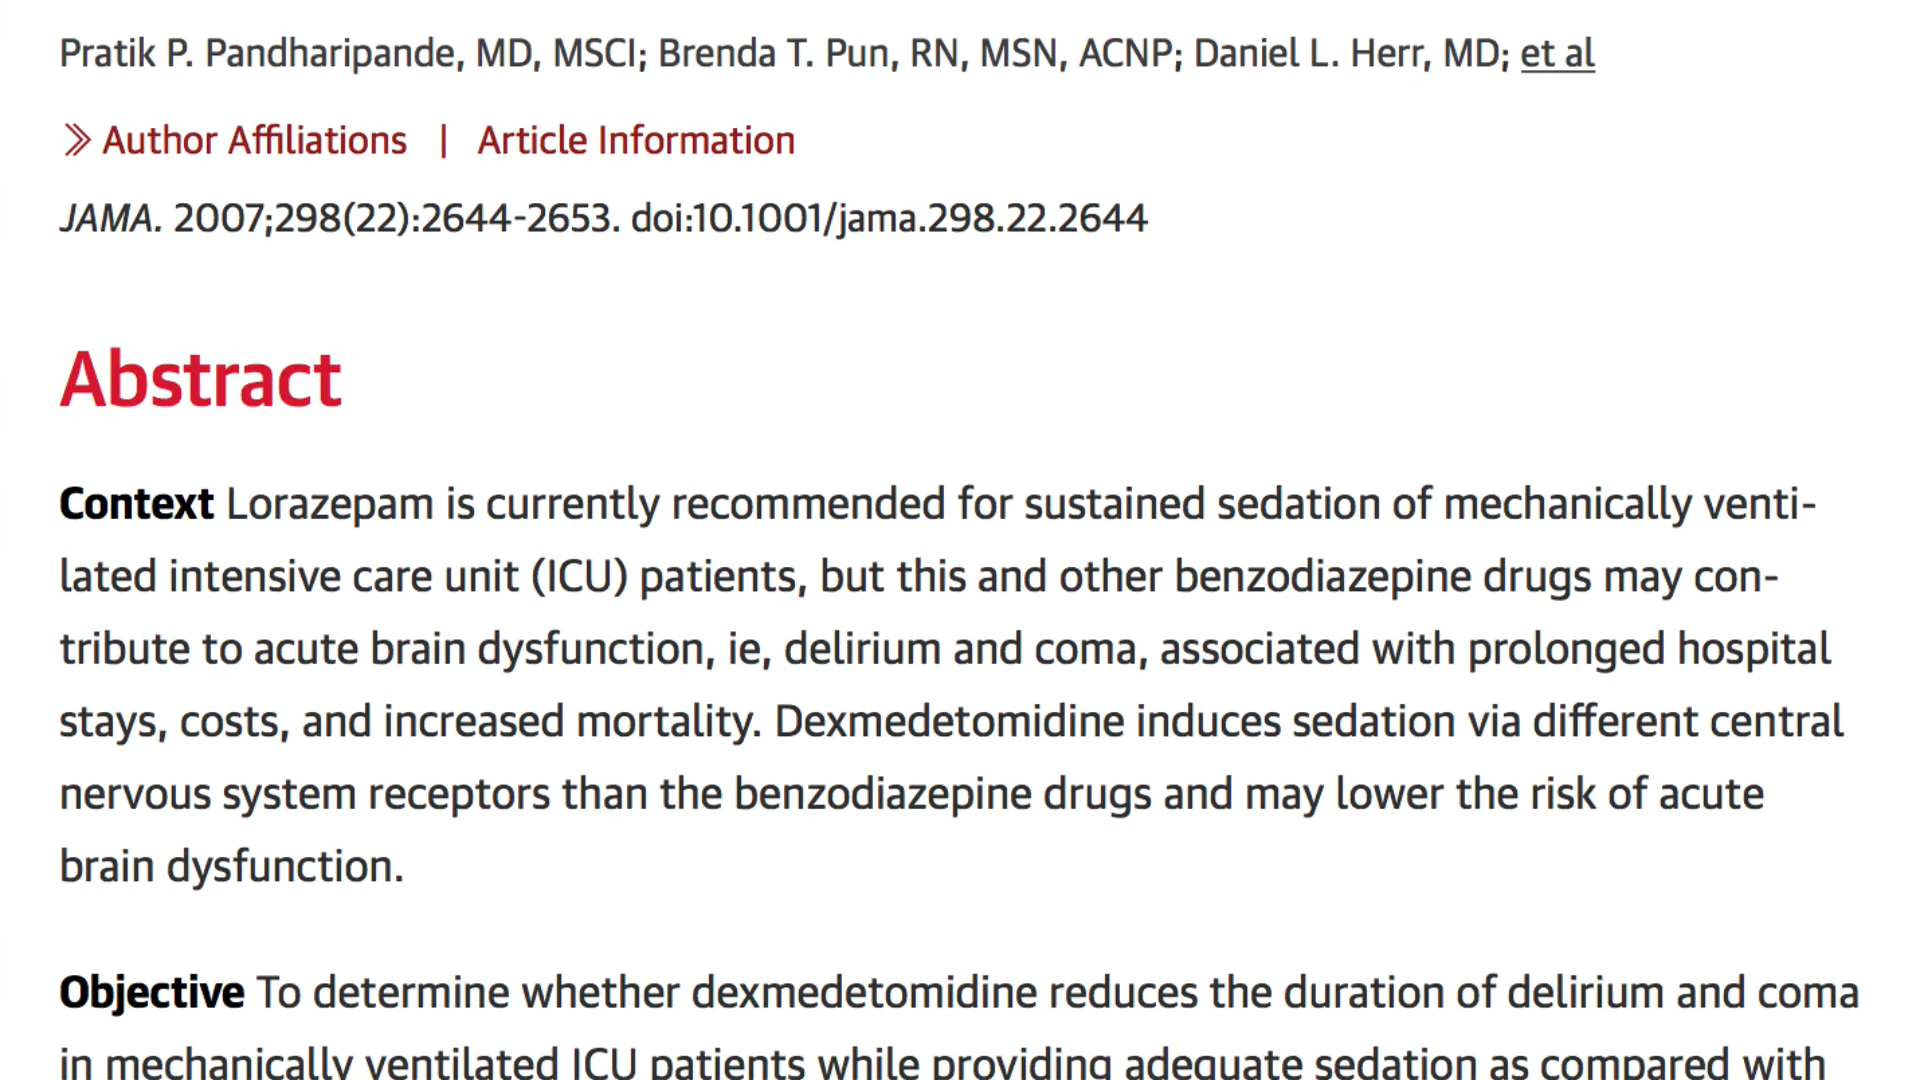 Pratik P. Pandharipande, MD, MSCI; Brenda T. Pun, RN, MSN, ACNP; Daniel L. Herr, MD; et al
Author Affiliations | Article Information
JAMA. 2007;298(22):2644-2653. doi:10.1001/jama.298.22.2644
Abstract
Context Lorazepam is currently recommended for sustained sedation of mechanically venti-
lated intensive care unit (ICU) patients, but this and other benzodiazepine drugs may con-
tribute to acute brain dysfunction, ie, delirium and coma, associated with prolonged hospital
stays, costs, and increased mortality. Dexmedetomidine induces sedation via different central
nervous system receptors than the benzodiazepine drugs and may lower the risk of acute
brain dysfunction.
Objective To determine whether dexmedetomidine reduces the duration of delirium and coma
in mechanically ventilated ICU patients while providing adequate sedation as compared with